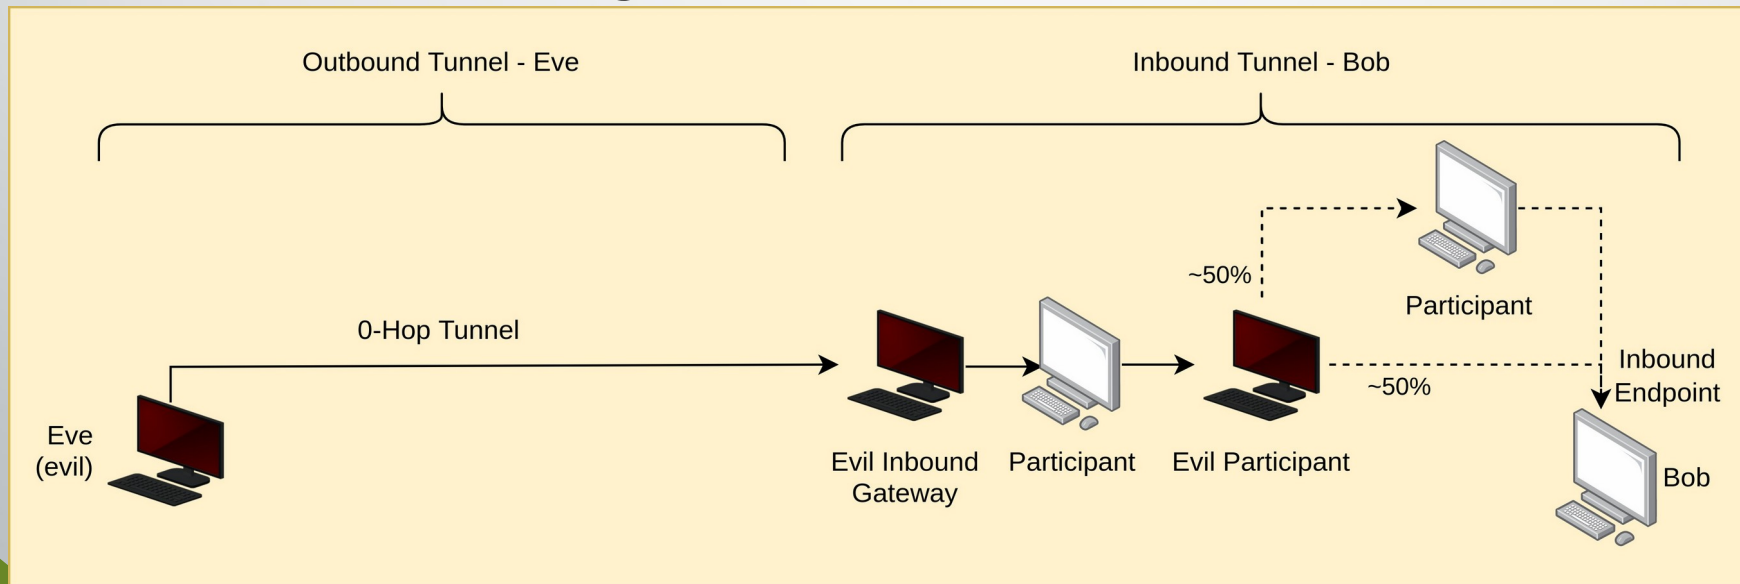 Outbound Tunnel - Eve
Inbound Tunnel - Bob
~50%
Participant
0-Hop Tunnel
Inbound
Endpoint
~50%
Eve
(evil)
Evil Inbound
Gateway
Participant
Evil Participant
Bob